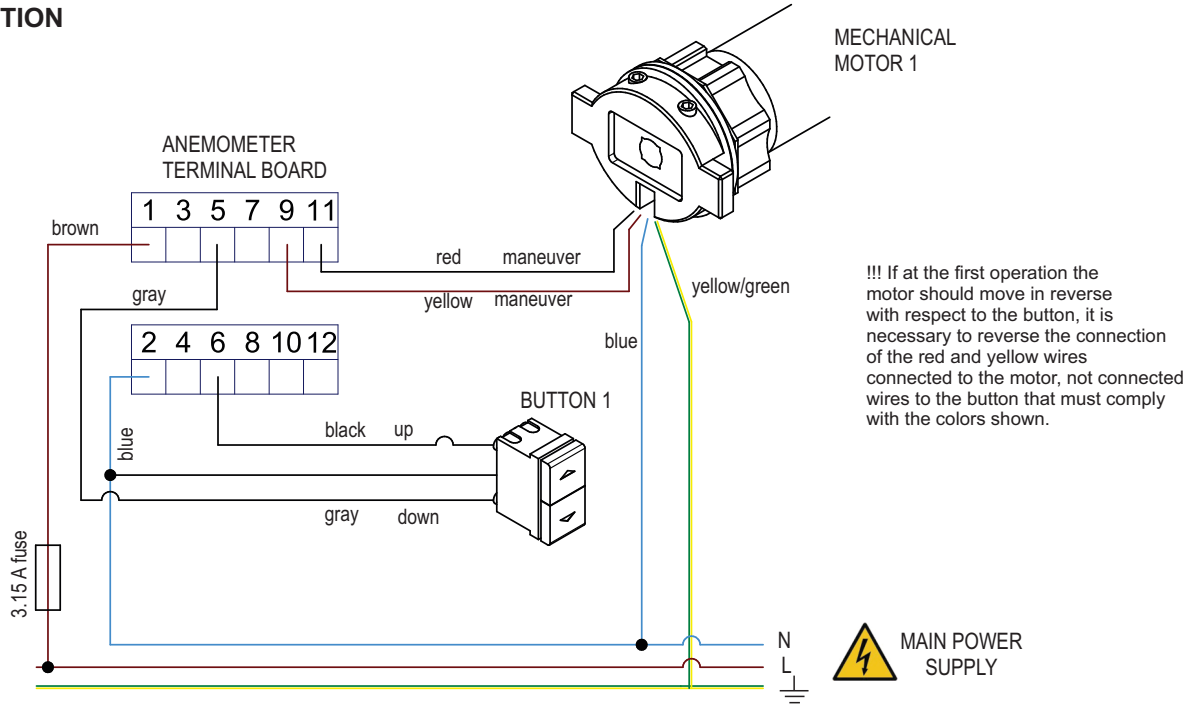 TION
MECHANICAL
MOTOR 1
ANEMOMETER
TERMINAL BOARD
1 3 5 7 9 11
brown
red maneuver
yellow maneuver
gray
yellow/green
blue
2 4 6 8 10 12
!!! If at the first operation the
motor should move in reverse
with respect to the button, it is
necessary to reverse the connection
of the red and yellow wires
connected to the motor, not connected
wires to the button that must comply
with the colors shown.
BUTTON 1
black up
blue
gray down
3.15 A fuse
N
L
MAIN POWER
SUPPLY